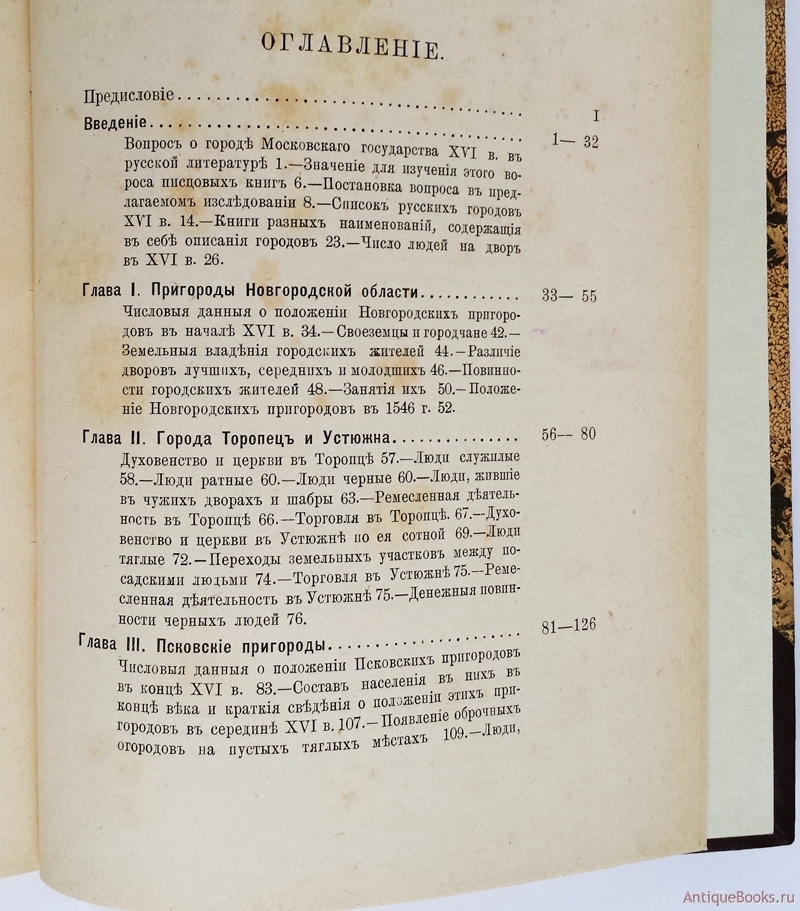 ОГЛАВЛЕНІЕ.
Предисловіе . . . . . . . . . . . . . . . . . . . . I
Введеніе . . . . . . . . . . . . . . . . . . . . 1— 32
Вопросъ о городѣ Московскаго государства XVI в. въ
русской литературѣ 1.—Значеніе для изученія этого во-
роса писцовыхъ книгъ 6.—Постановка вопроса въ пред-
лагаемомъ изслѣдованіи 8.—Списокъ русскихъ городовъ
XVI в. 14.—Книги разныхъ наименованій, содержащія
въ себѣ описанія городовъ 23.—Число людей на дворъ
въ XVI в. 26.
Глава I. Пригороды Новгородской области . . . . . . . . . . . 33— 55
Числовыя данныя о положеніи Новгородскихъ пригоро-
довъ въ началѣ XVI в. 34.—Своеземцы и городчане 42.—
Земельныя владѣнія городскихъ жителей 44.—Различіе
дворовъ лучшихъ, середнихъ и молодшихъ 46.—Повинно-
сти городскихъ жителей 48.—Занятія ихъ 50.—Положе-
ніе Новгородскихъ пригородовъ въ 1546 г. 52.
Глава II. Города Торопецъ и Устюжна . . . . . . . . . . . . . 56— 80
Духовенство и церкви въ Торопцѣ 57.—Люди служилые
58.—Люди ратные 60.—Люди черные 60.—Люди, жившіе
въ чужихъ дворахъ и шабры 63.—Ремесленная дѣятель-
ность въ Торопцѣ 66.—Торговля въ Торопцѣ. 67.—Духо-
венство и церкви въ Устюжнѣ по ея сотной 69.—Люди
тяглые 72.—Переходы земельныхъ участковъ между по-
садскими людьми 74.—Торговля въ Устюжнѣ 75.—Реме-
сленная дѣятельность въ Устюжнѣ 75.—Денежныя повин-
ности черныхъ людей 76.
Глава III. Псковскіе пригороды . . . . . . . . . . . . . . . . . . 81—126
Числовыя данныя о положеніи Псковскихъ пригородовъ
въ концѣ XVI в. 83.—Составъ населенія въ нихъ въ
концѣ вѣка и краткія свѣдѣнія о положеніи этихъ при-
городовъ въ серединѣ XVI в. 107.—Появленіе оброчныхъ
огородовъ на пустыхъ тяглыхъ мѣстахъ 109.—Люди,
AntiqueBooks.ru